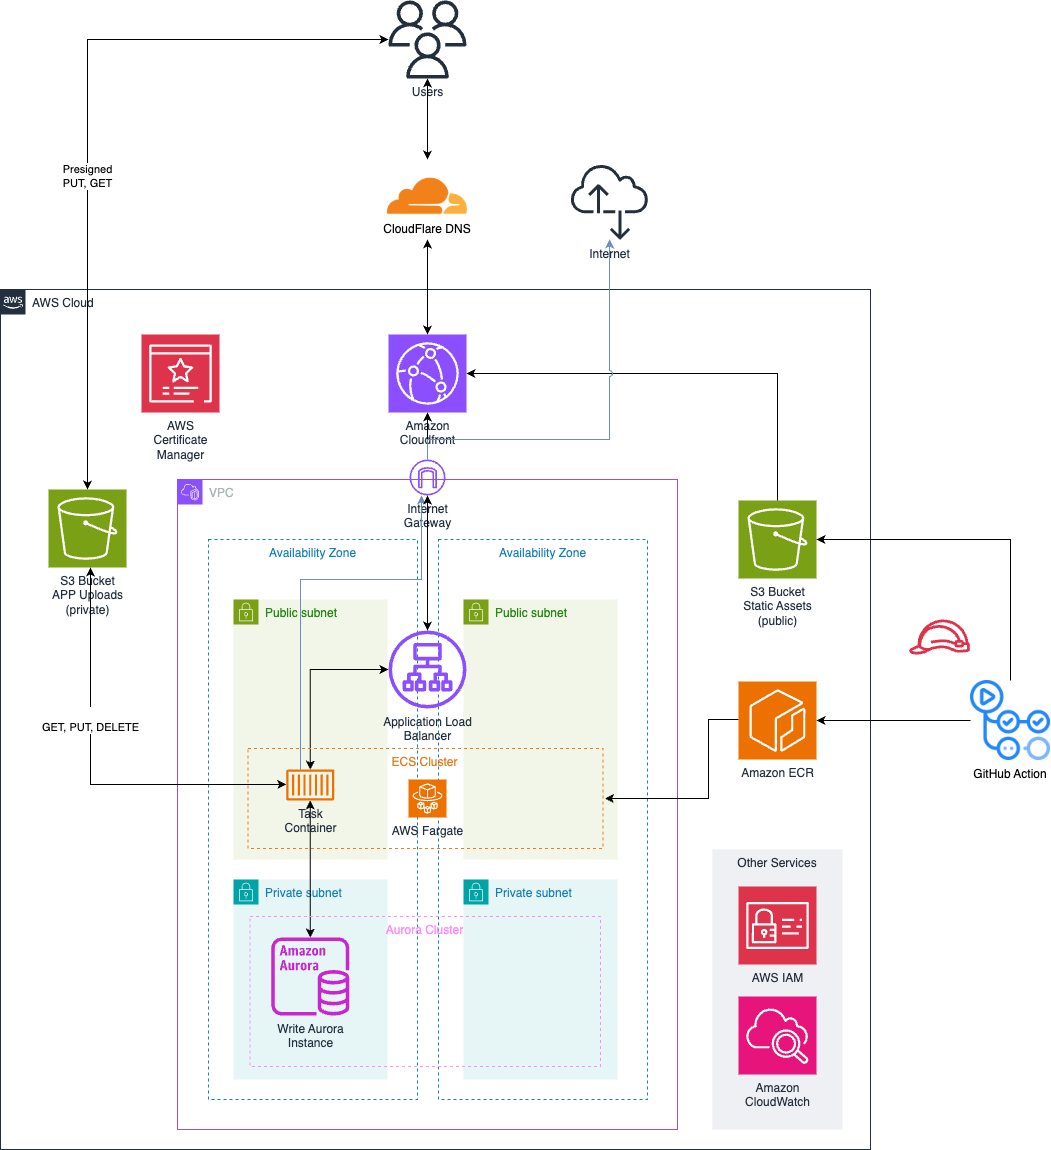 Users
Presigned
PUT, GET
CloudFlare DNS
Internet
aws
AWS Cloud
AWS
Certificate
Manager
Amazon
Cloudfront
VPC
Internet
Gateway
S3 Bucket
APP Uploads
(private)
S3 Bucket
Static Assets
(public)
Availability Zone
Availability Zone
Public subnet
Public subnet
GET, PUT, DELETE
Application Load
Balancer
ECS Cluster
Task
Container
AWS Fargate
Amazon ECR
GitHub Action
Private subnet
Private subnet
Aurora Cluster
Amazon
Aurora
Write Aurora
Instance
Other Services
AWS IAM
Amazon
CloudWatch